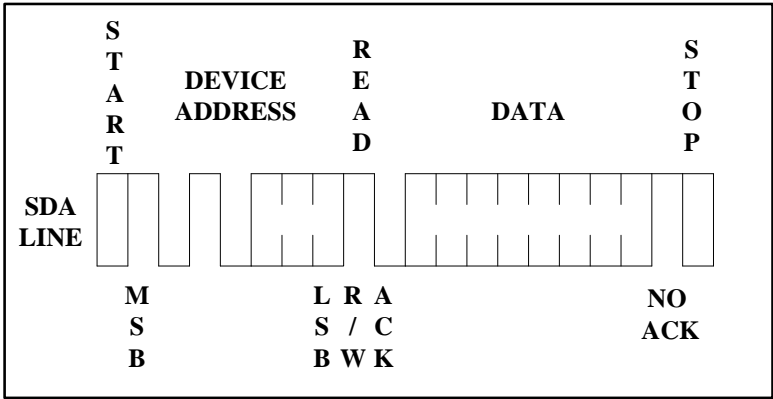 START
DEVICE
ADDRESS
READ
DATA
STOP
SDA
LINE
MSB
LSB
R/W
ACK
NO
ACK